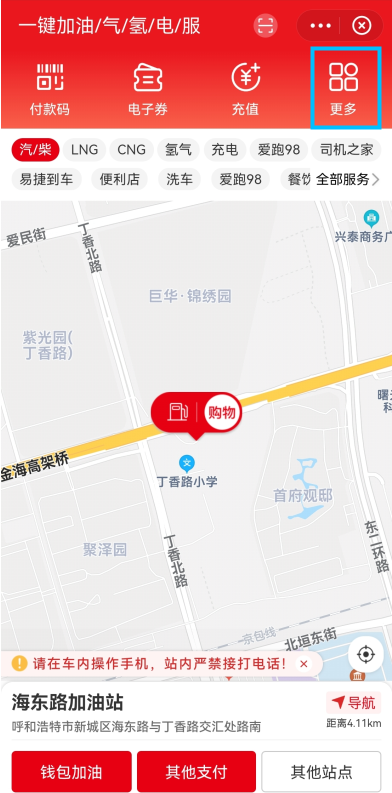 一键加油/气/氢/电/服
付款码 电子券 充值 更多
汽/柴 LNG CNG 氢气 充电 爱跑98 司机之家
易捷到车 便利店 洗车 爱跑98 餐饮 全部服务
爱民街
丁香北路
兴泰商务广
巨华·锦绣园
紫光园(
丁香路)
购物
曙光
科
金海高架桥
文
丁香路小学
首府观邸
聚泽园
丁香北路
东二环路
京包线
北垣东街
请在车内操作手机，站内严禁接打电话！
海东路加油站
导航
呼和浩特市新城区海东路与丁香路交汇处路南
距离4.11km
钱包加油 其他支付 其他站点